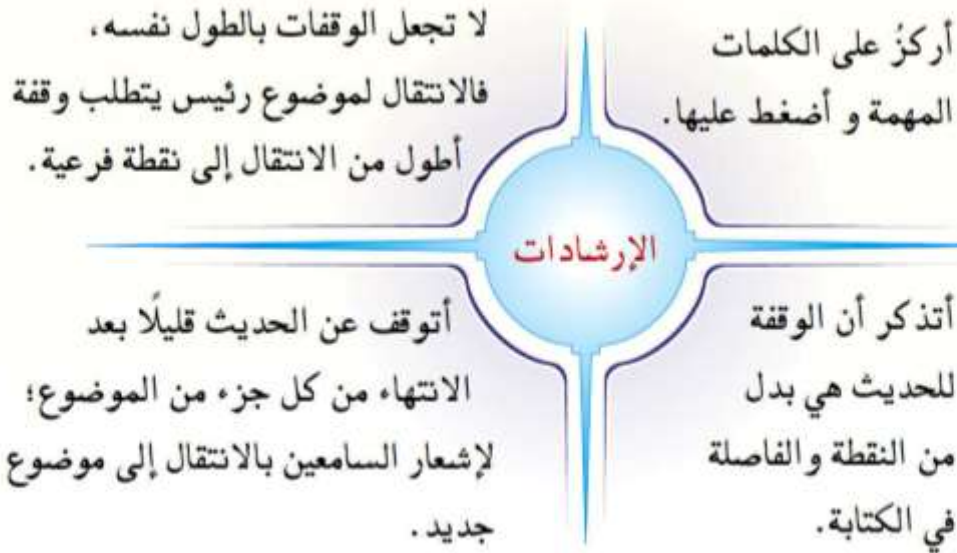 أركزُ على الكلمات
المهمة و أضغط عليها.
لا تجعل الوقفات بالطول نفسه،
فالانتقال لموضوع رئيس يتطلب وقفة
أطول من الانتقال إلى نقطة فرعية.
الإرشادات
أتذكر أن الوقفة
للحديث هي بدل
من النقطة والفاصلة
في الكتابة.
أتوقف عن الحديث قليلًا بعد
الانتهاء من كل جزء من الموضوع؛
لإشعار السامعين بالانتقال إلى موضوع
جديد.